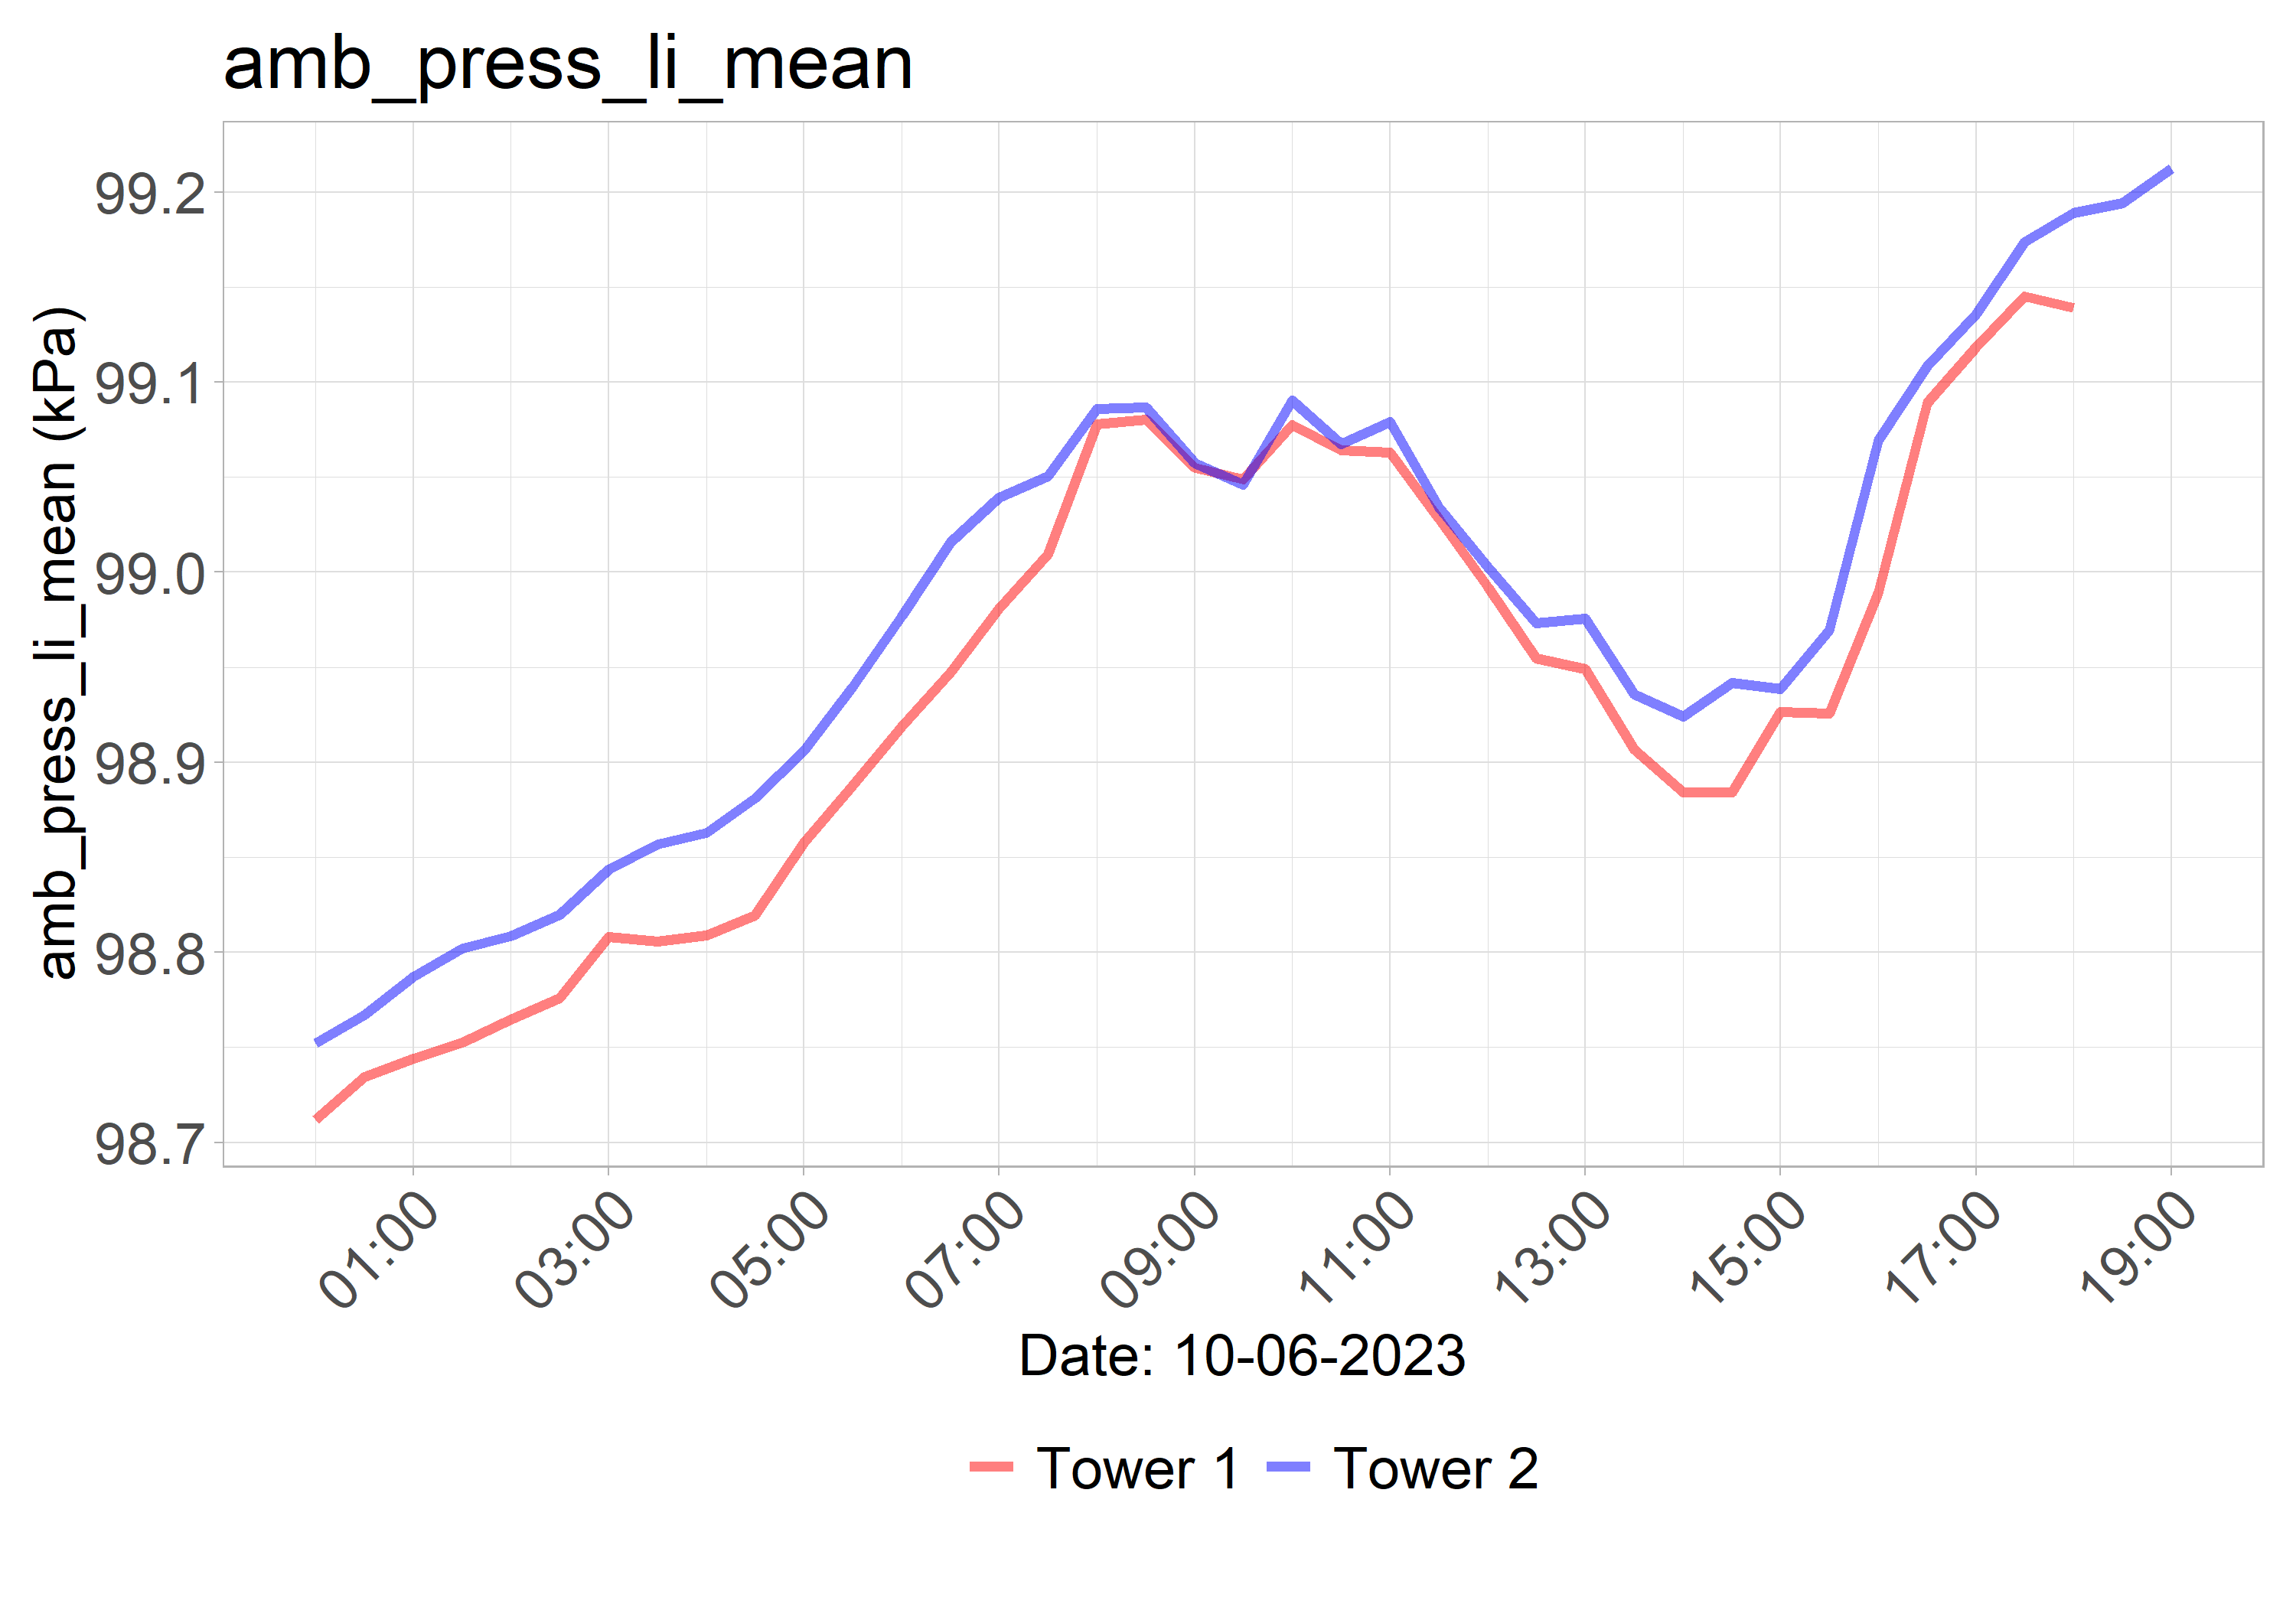 amb_press_li_mean
amb_press_li_mean (kPa)
99.2
99.1
99.0
98.9
98.8
98.7
01:00 03:00 05:00 07:00 09:00 11:00 13:00 15:00 17:00 19:00
Date: 10-06-2023
Tower 1 Tower 2